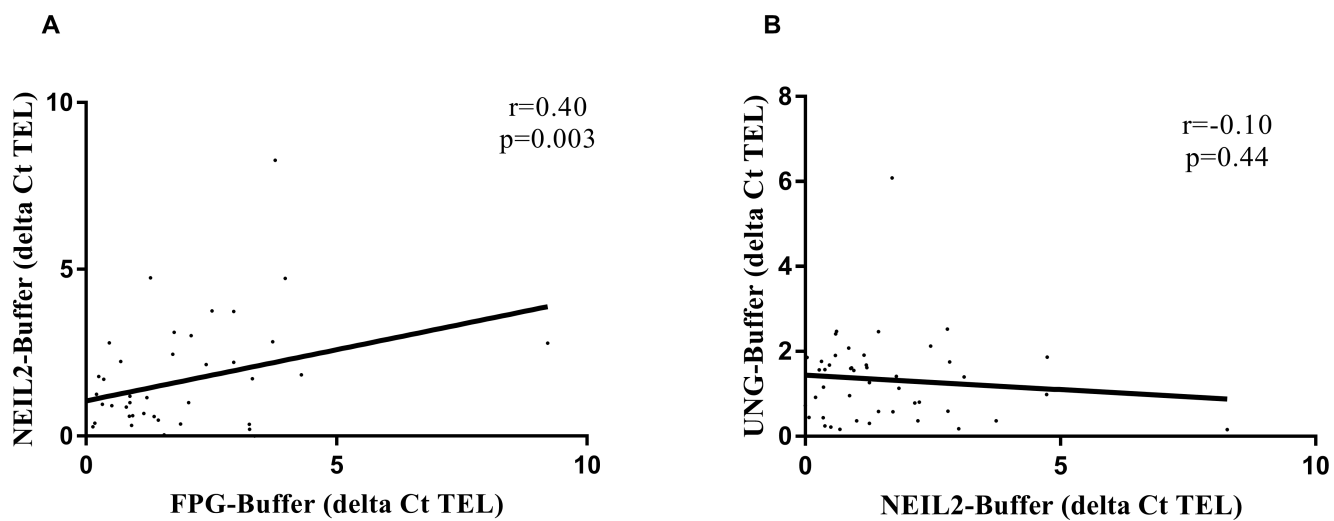 A
NEIL2-Buffer (delta Ct TEL)
10
5
0
r=0.40
p=0.003
0 5 10
FPG-Buffer (delta Ct TEL)
B
UNG-Buffer (delta Ct TEL)
8
6
4
2
0
r=-0.10
p=0.44
0 5 10
NEIL2-Buffer (delta Ct TEL)